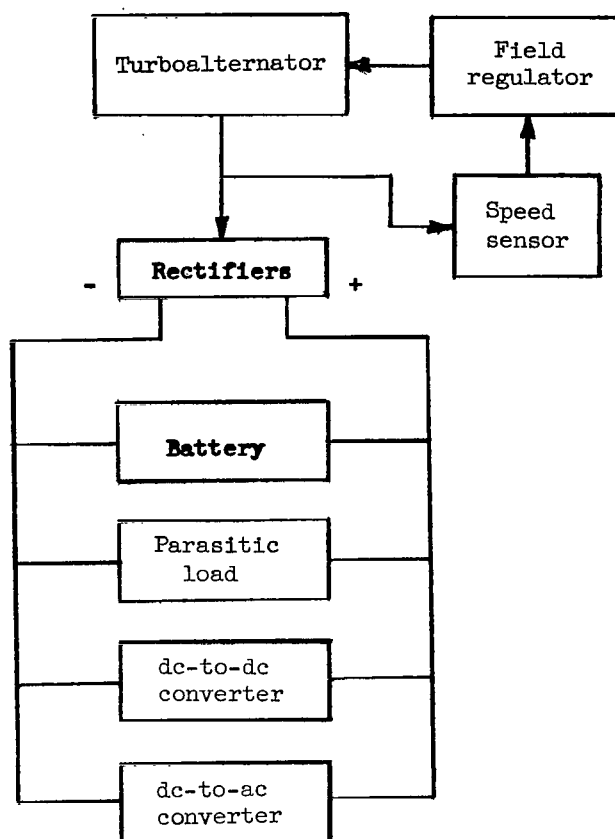 Turboalternator
Field
regulator
Speed
sensor
- Rectifiers +
Battery
Parasitic
load
dc-to-dc
converter
dc-to-ac
converter